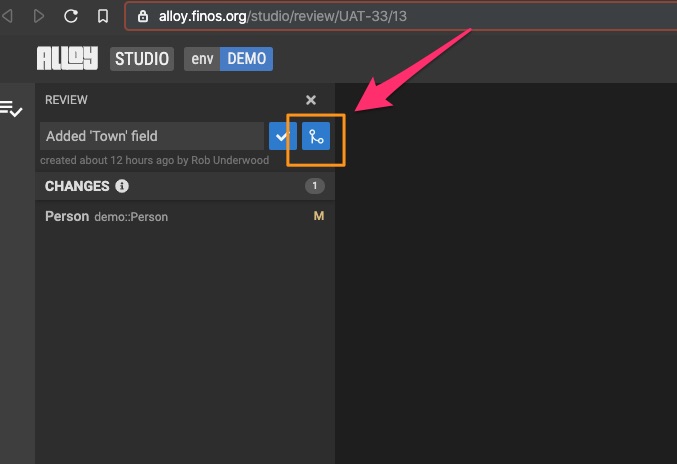 alloy.finos.org/studio/review/UAT-33/13
ALLOY STUDIO env DEMO
REVIEW
Added 'Town' field
created about 12 hours ago by Rob Underwood
CHANGES 1
Person demo::Person M